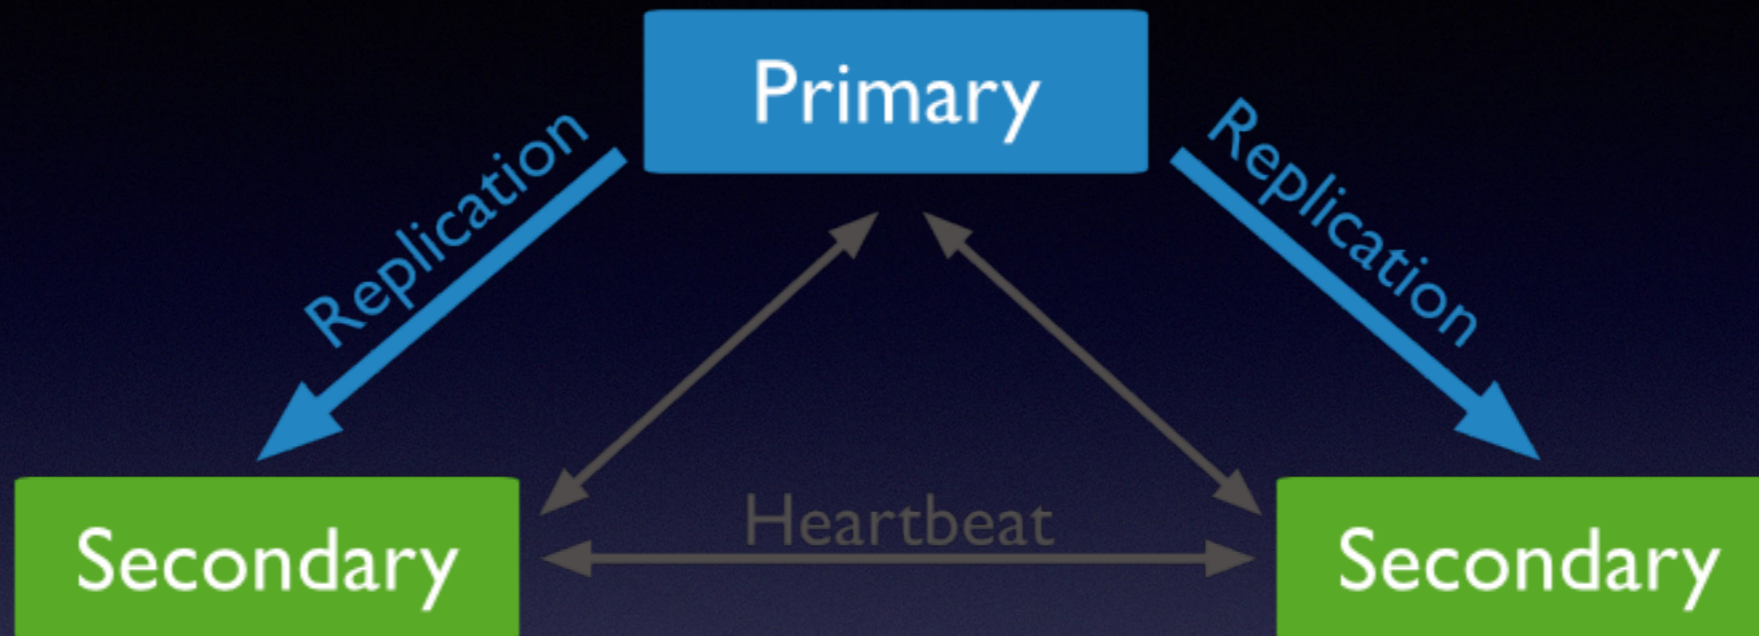 Primary
Replication
Replication
Heartbeat
Secondary
Secondary